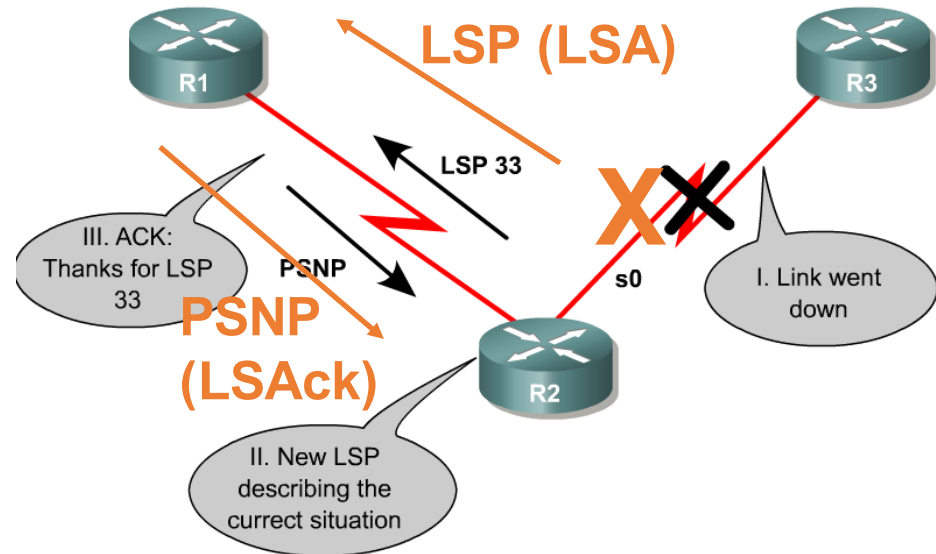 LSP (LSA)
R1
R3
LSP 33
III. ACK:
Thanks for LSP
33
PSNP
s0
I. Link went
down
PSNP
(LSAck)
R2
II. New LSP
describing the
currect situation